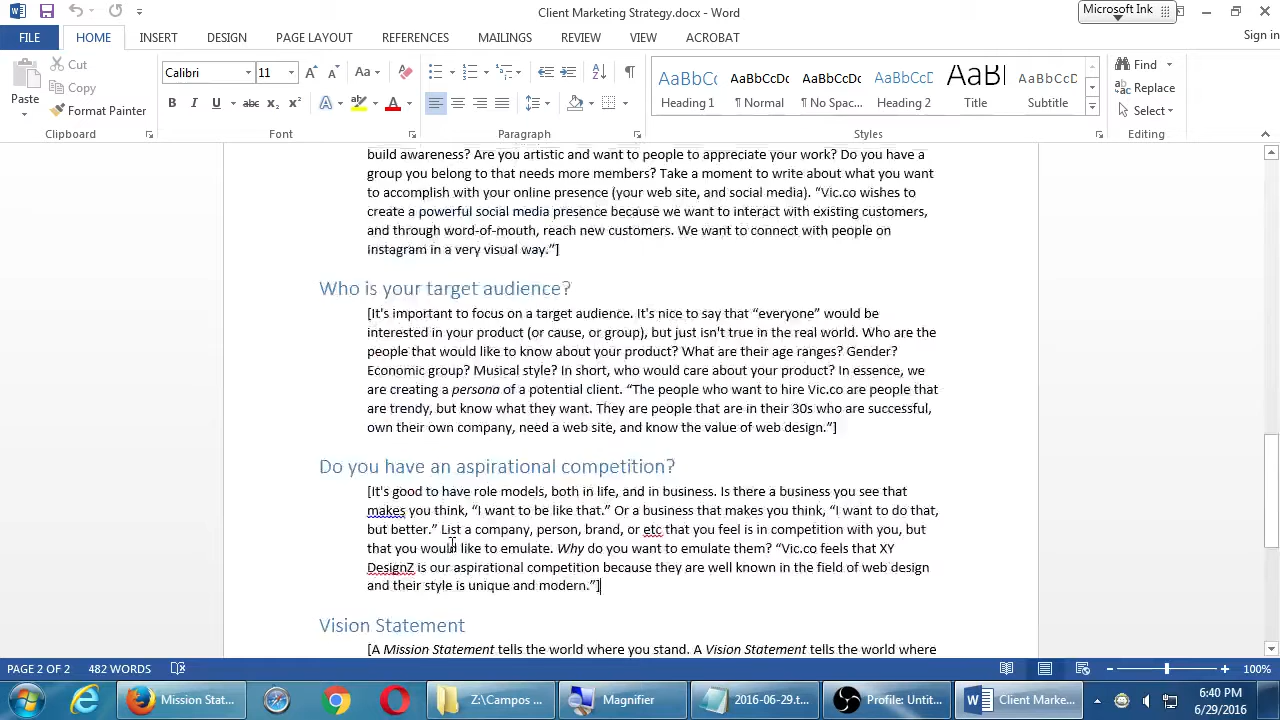 Client Marketing Strategy.docx - Word
Microsoft Ink
FILE HOME INSERT DESIGN PAGE LAYOUT REFERENCES MAILINGS REVIEW VIEW ACROBAT Sign in
Paste
Cut
Copy
Format Painter
Clipboard
Calibri 11 Aa
B I U abc x₂ x² A A
Font
Paragraph
AaBbCc AaBbCcDc AaBbCcDc AaBbCcD AaB AaBbCcD
Heading 1 ¶ Normal ¶ No Spac... Heading 2 Title Subtitle
Styles
Find
Replace
Select
Editing
build awareness? Are you artistic and want to people to appreciate your work? Do you have a
group you belong to that needs more members? Take a moment to write about what you want
to accomplish with your online presence (your web site, and social media). “Vic.co wishes to
create a powerful social media presence because we want to interact with existing customers,
and through word-of-mouth, reach new customers. We want to connect with people on
Instagram in a very visual way.”]
Who is your target audience?
[It's important to focus on a target audience. It's nice to say that “everyone” would be
interested in your product (or cause, or group), but just isn't true in the real world. Who are the
people that would like to know about your product? What are their age ranges? Gender?
Economic group? Musical style? In short, who would care about your product? In essence, we
are creating a persona of a potential client. “The people who want to hire Vic.co are people that
are trendy, but know what they want. They are people that are in their 30s who are successful,
own their own company, need a web site, and know the value of web design.”]
Do you have an aspirational competition?
[It's good to have role models, both in life, and in business. Is there a business you see that
makes you think, “I want to be like that.” Or a business that makes you think, “I want to do that,
but better.” List a company, person, brand, or etc that you feel is in competition with you, but
that you would like to emulate. Why do you want to emulate them? “Vic.co feels that XY
DesignZ is our aspirational competition because they are well known in the field of web design
and their style is unique and modern.”]
Vision Statement
[A Mission Statement tells the world where you stand. A Vision Statement tells the world where
PAGE 2 OF 2 482 WORDS 100%
Mission Stat... Z:\Campos ... Magnifier 2016-06-29.t... Profile: Untit... Client Marke...
6:40 PM
6/29/2016